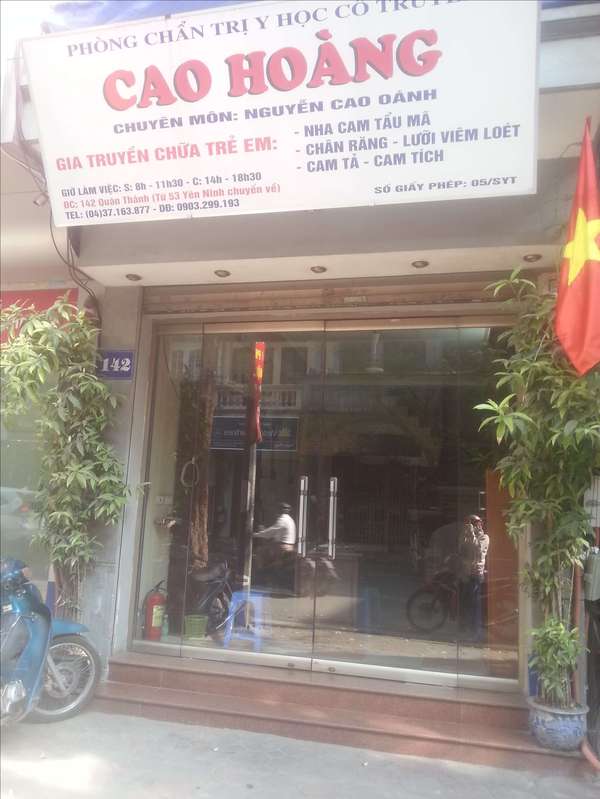 PHÒNG CHẨN TRỊ Y HỌC CỔ TRUYỀN
CAO HOÀNG
CHUYÊN MÔN: NGUYỄN CAO OÁNH
GIA TRUYỀN CHỮA TRẺ EM:
- NHA CAM TẨU MÃ
- CHÂN RĂNG - LƯỠI VIÊM LOÉT
- CAM TẢ - CAM TÍCH
GIỜ LÀM VIỆC: S: 8h - 11h30 - C: 14h - 18h30
ĐC: 142 Quán Thánh (Từ 53 Yên Ninh chuyển về)
TEL: (04)37.163.877 - DĐ: 0903.299.193
SỐ GIẤY PHÉP: 05/SYT
142